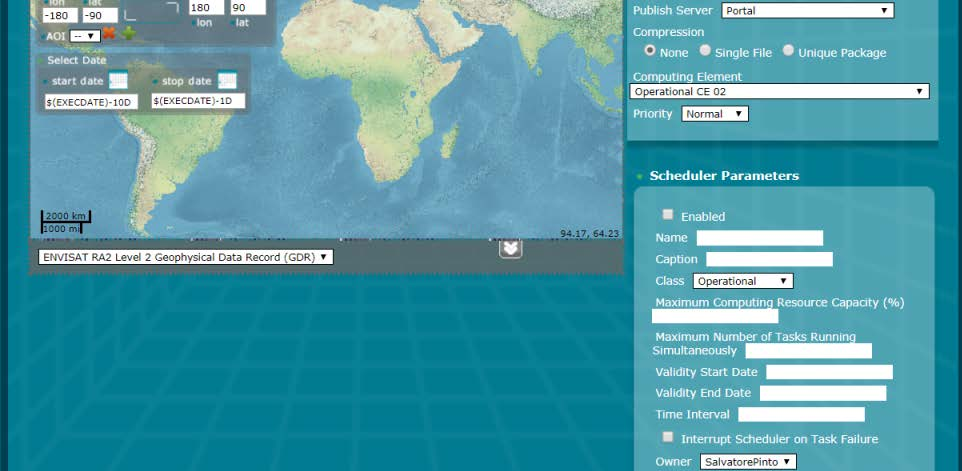 lon lat
-180 -90
180 90
lon lat
AOI --
Select Date
start date stop date
$(EXECDATE)-10D $(EXECDATE)-1D
2000 km
1000 mi
94.17, 64.23
ENVISAT RA2 Level 2 Geophysical Data Record (GDR)
Publish Server Portal
Compression
None Single File Unique Package
Computing Element
Operational CE 02
Priority Normal
Scheduler Parameters
Enabled
Name
Caption
Class Operational
Maximum Computing Resource Capacity (%)
Maximum Number of Tasks Running
Simultaneously
Validity Start Date
Validity End Date
Time Interval
Interrupt Scheduler on Task Failure
Owner SalvatorePinto